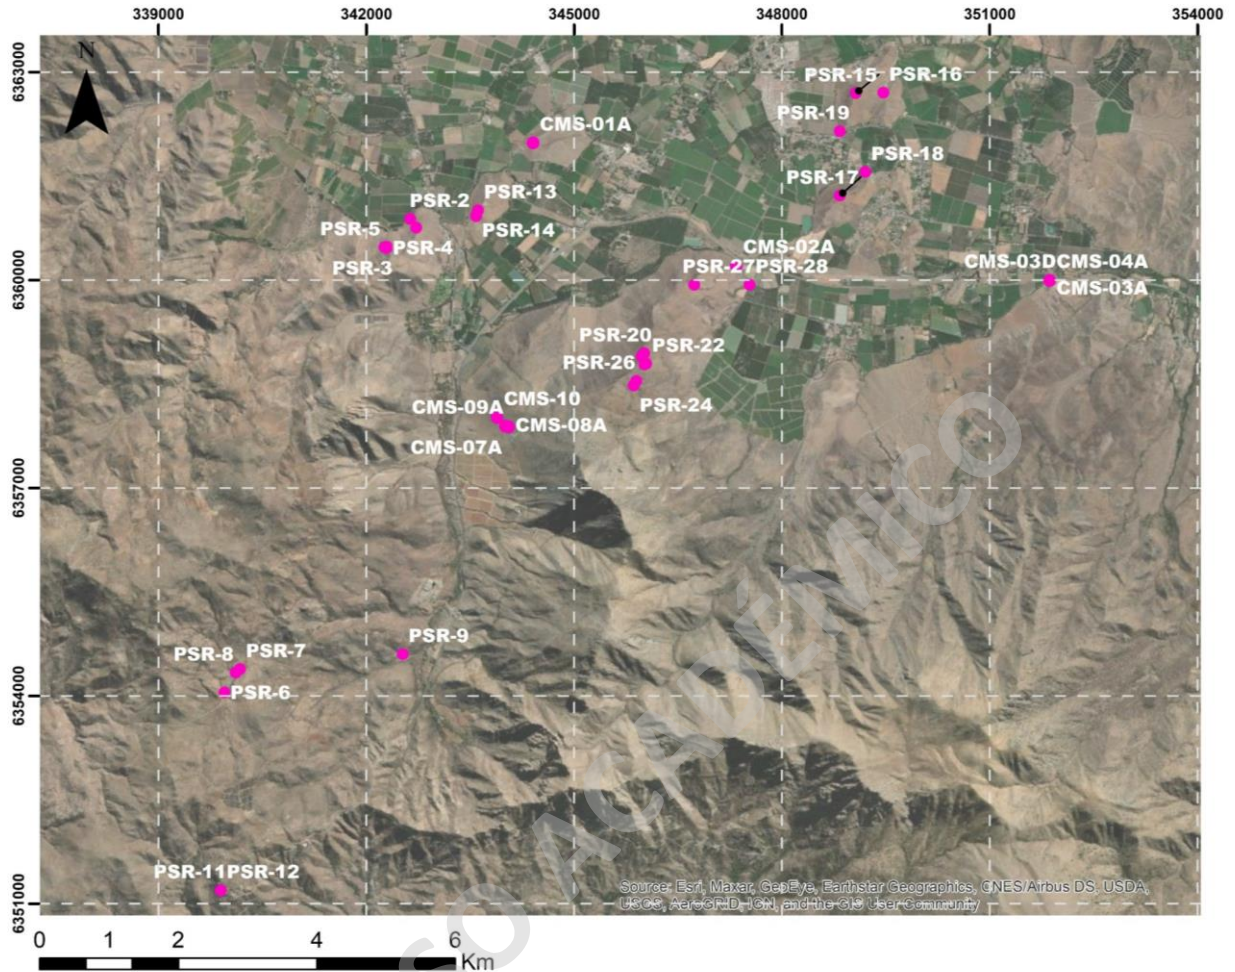 339000 342000 345000 348000 351000 354000
N
6363000
PSR-15 PSR-16
PSR-19
CMS-01A
PSR-18
PSR-17
PSR-2 PSR-13
PSR-5 PSR-14
PSR-4
PSR-3
CMS-02A
PSR-27PSR-28
CMS-03DCMS-04A
CMS-03A
6360000
PSR-20 PSR-22
PSR-26
PSR-24
CMS-10
CMS-09A
CMS-08A
CMS-07A
6357000
PSR-9
PSR-8 PSR-7
PSR-6
6354000
PSR-11PSR-12
6351000
Source: Esri, Maxar, GeoEye, Earthstar Geographics, CNES/Airbus DS, USDA,
USGS, AeroGRID, IGN, and the GIS User Community
0 1 2 4 6
Km
SO ACADÉMICO